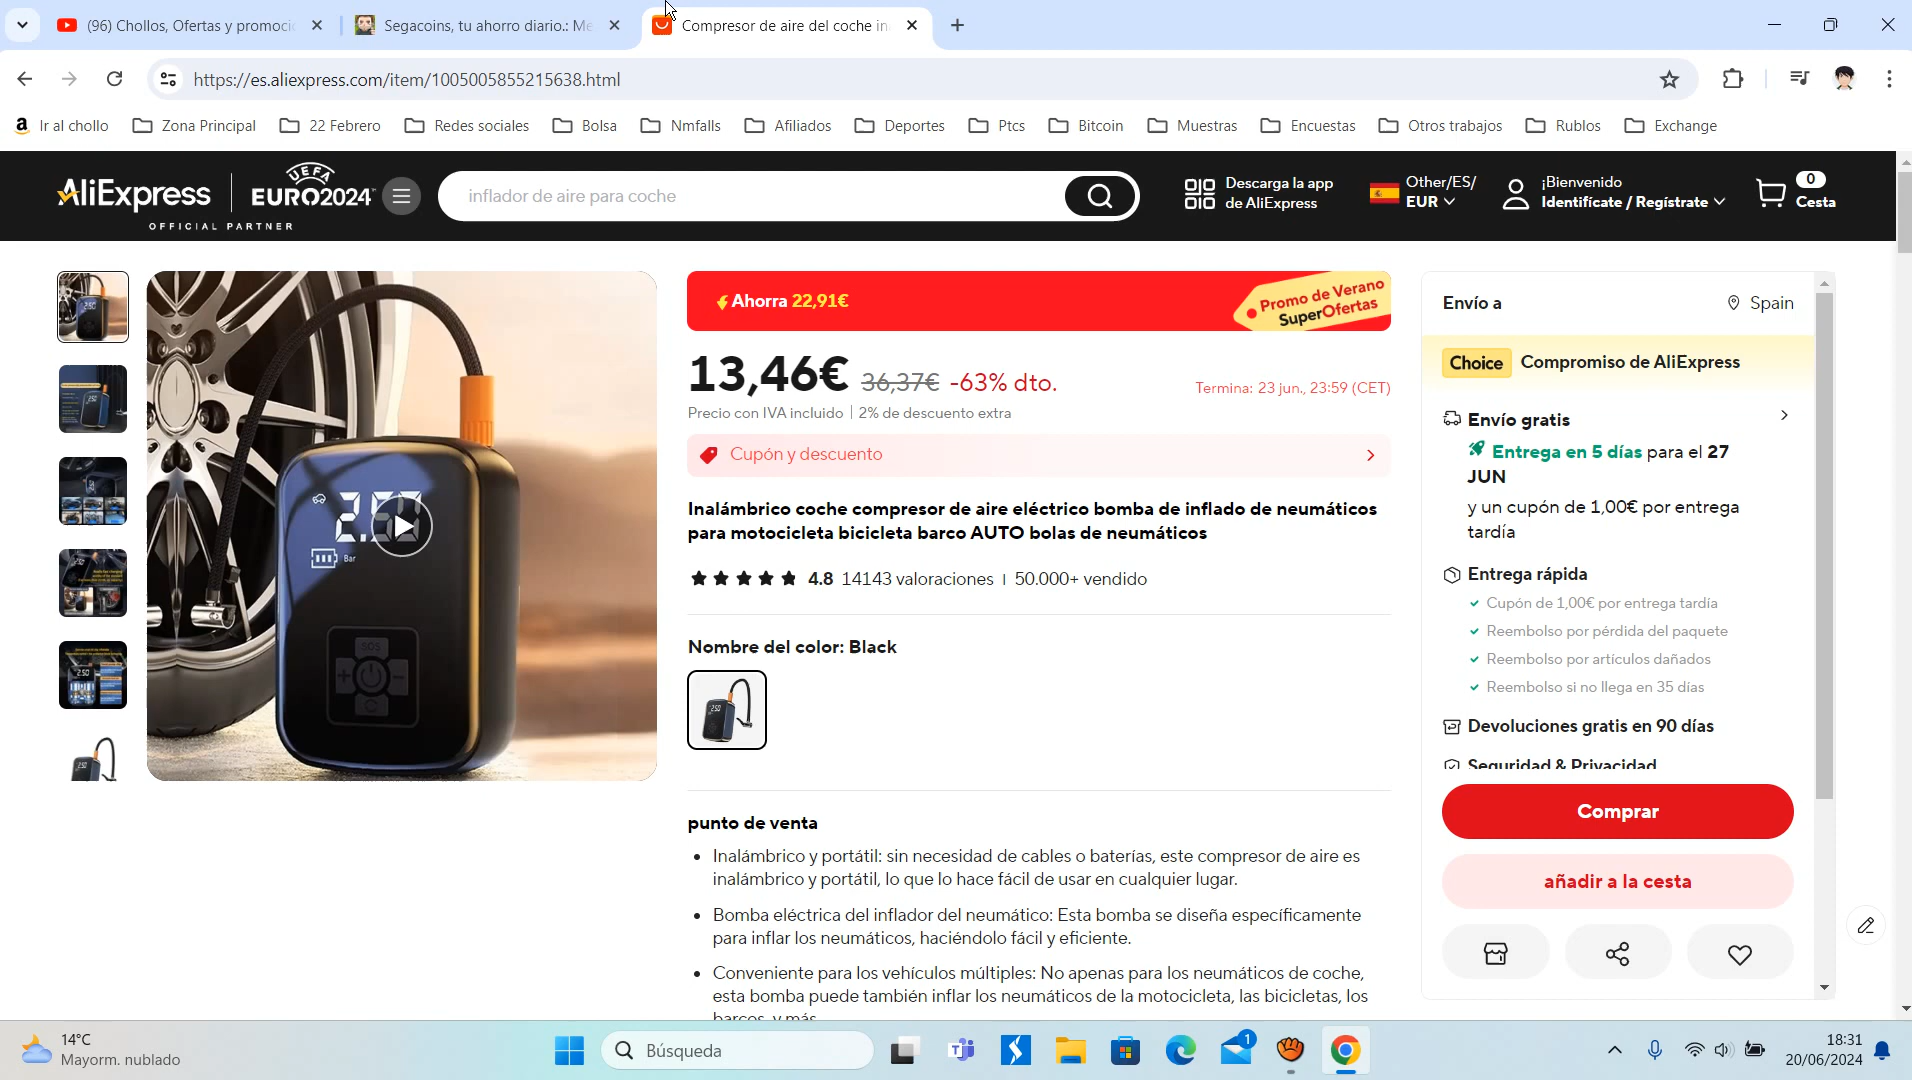 (96) Chollos, Ofertas y promoci
Segacoins, tu ahorro diario.: Me
Compresor de aire del coche in
https://es.aliexpress.com/item/1005005855215638.html
Ir al chollo
Zona Principal
22 Febrero
Redes sociales
Bolsa
Nmfalls
Afiliados
Deportes
Ptcs
Bitcoin
Muestras
Encuestas
Otros trabajos
Rublos
Exchange
AliExpress
UEFA
EURO2024
OFFICIAL PARTNER
inflador de aire para coche
Descarga la app
de AliExpress
Other/ES/
EUR
¡Bienvenido
Identifícate / Regístrate
0
Cesta
2.50
Bar
SOS
Ahorra 22,91€
Promo de Verano
SuperOfertas
13,46€ 36,37€ -63% dto.
Termina: 23 jun., 23:59 (CET)
Precio con IVA incluido | 2% de descuento extra
Cupón y descuento
Inalámbrico coche compresor de aire eléctrico bomba de inflado de neumáticos
para motocicleta bicicleta barco AUTO bolas de neumáticos
4.8 14143 valoraciones | 50.000+ vendido
Nombre del color: Black
punto de venta
• Inalámbrico y portátil: sin necesidad de cables o baterías, este compresor de aire es
inalámbrico y portátil, lo que lo hace fácil de usar en cualquier lugar.
• Bomba eléctrica del inflador del neumático: Esta bomba se diseña específicamente
para inflar los neumáticos, haciéndolo fácil y eficiente.
• Conveniente para los vehículos múltiples: No apenas para los neumáticos de coche,
esta bomba puede también inflar los neumáticos de la motocicleta, las bicicletas, los
barcos, y más.
Envío a
Spain
Choice Compromiso de AliExpress
Envío gratis
Entrega en 5 días para el 27
JUN
y un cupón de 1,00€ por entrega
tardía
Entrega rápida
Cupón de 1,00€ por entrega tardía
Reembolso por pérdida del paquete
Reembolso por artículos dañados
Reembolso si no llega en 35 días
Devoluciones gratis en 90 días
Seguridad & Privacidad
Comprar
añadir a la cesta
14°C
Mayorm. nublado
Búsqueda
1
18:31
20/06/2024